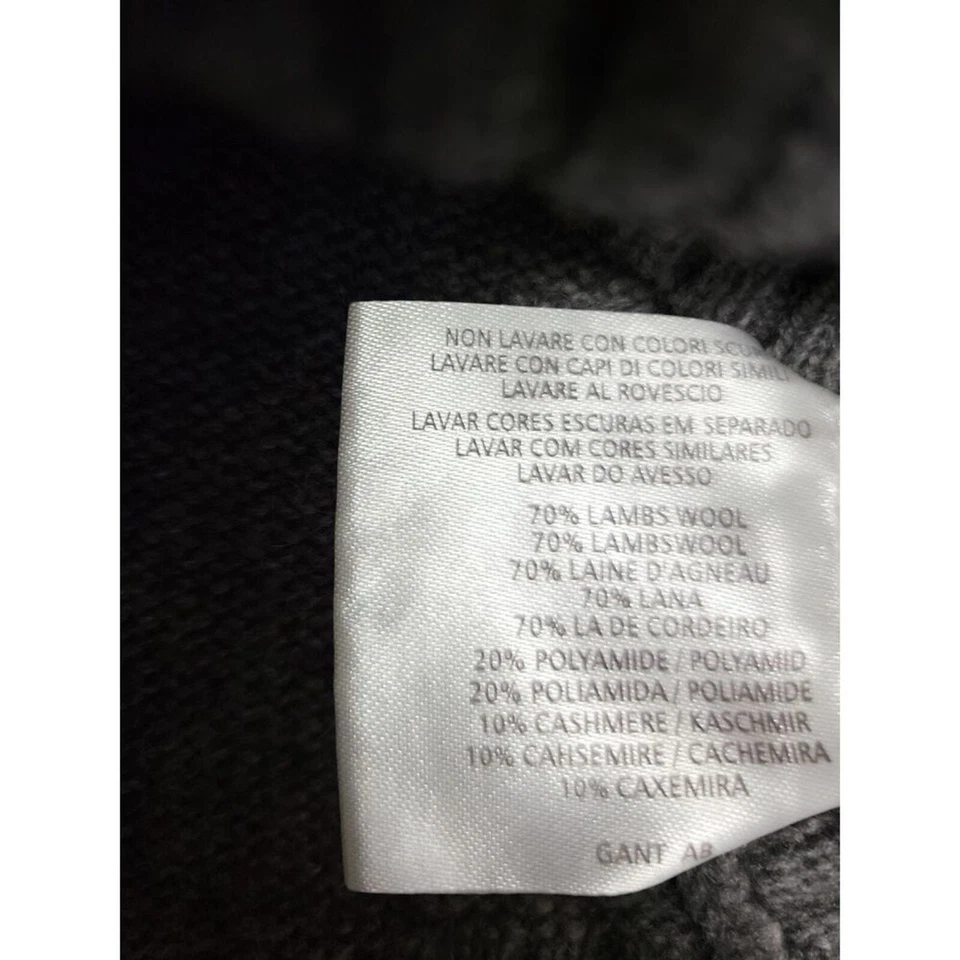 NON LAVARE CON COLORI
LAVARE CON CAPI DI COLORI SIMILI
LAVARE AL ROVESCIO
LAVAR CORES ESCURAS EM SEPARADO
LAVAR COM CORES SIMILARES
LAVAR DO AVESSO
70% LAMBS WOOL
70% LAMBSWOOL
70% LAINE D'AGNEAU
70% LANA
70% LA DE CORDEIRO
20% POLYAMIDE / POLYAMID
20% POLIAMIDA / POLIAMIDE
10% CASHMERE / KASCHMIR
10% CAHSEMIRE / CACHEMIRA
10% CAXEMIRA
GANT AB